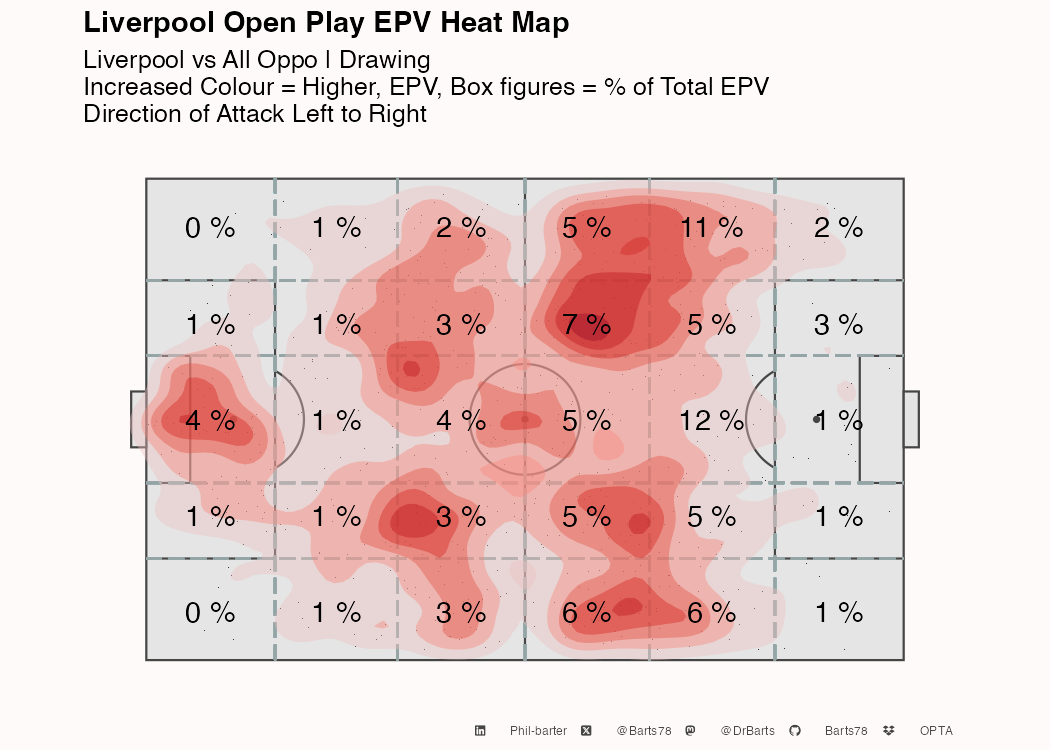 Liverpool Open Play EPV Heat Map
Liverpool vs All Oppo | Drawing
Increased Colour = Higher, EPV, Box figures = % of Total EPV
Direction of Attack Left to Right
0 % 1 % 2 % 5 % 11 % 2 %
1 % 1 % 3 % 7 % 5 % 3 %
4 % 1 % 4 % 5 % 12 % 1 %
1 % 1 % 3 % 5 % 5 % 1 %
0 % 1 % 3 % 6 % 6 % 1 %
Phil-barter @Barts78 @DrBarts Barts78 OPTA